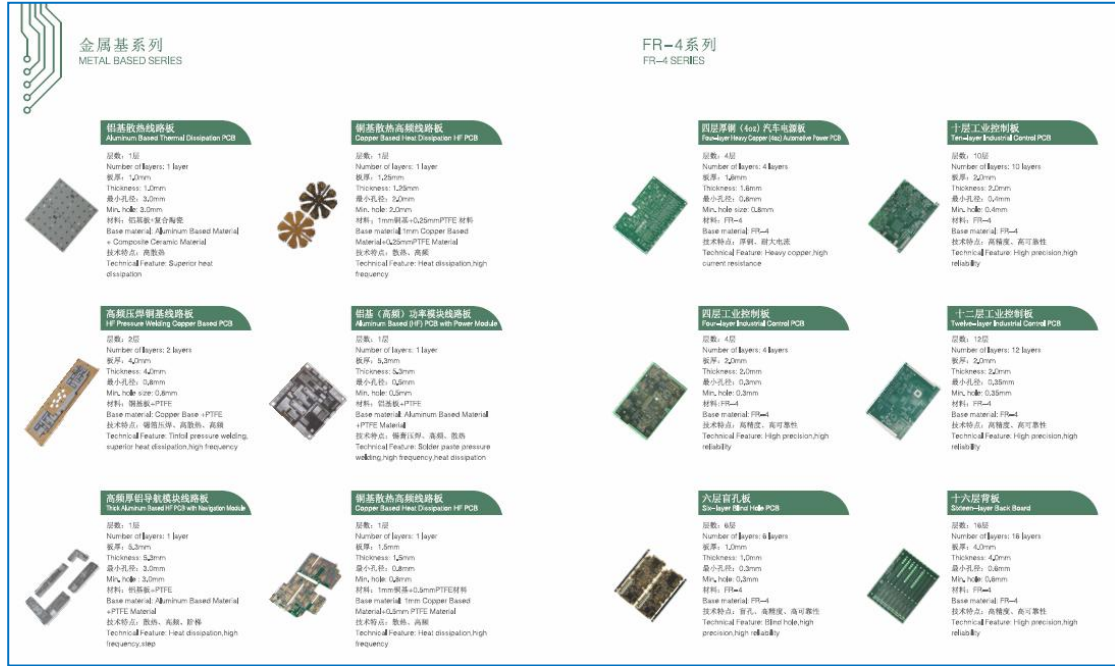 金属基系列
METAL BASED SERIES
铝基散热线路板
Aluminum Based Thermal Dissipation PCB
层数：1层
Number of layers: 1 layer
板厚：1.0mm
Thickness: 1.0mm
最小孔径：3.0mm
Min. hole: 3.0mm
材料：铝基板+复合陶瓷
Base material: Aluminum Based Material
+ Composite Ceramic Material
技术特点：高散热
Technical Feature: Superior heat
dissipation
铜基散热高频线路板
Copper Based Heat Dissipation HF PCB
层数：1层
Number of layers: 1 layer
板厚：1.25mm
Thickness: 1.25mm
最小孔径：2.0mm
Min. hole: 2.0mm
材料：1mm铜基+0.25mmPTFE 材料
Base material:1mm Copper Based
Material+0.25mmPTFE Material
技术特点：散热、高频
Technical Feature: Heat dissipation,high
frequency
高频压焊铜基线路板
HF Pressure Welding Copper Based PCB
层数：2层
Number of layers: 2 layers
板厚：4.0mm
Thickness: 4.0mm
最小孔径：0.8mm
Min. hole size: 0.8mm
材料：铜基板+PTFE
Base material: Copper Base +PTFE
技术特点：锡箔压焊、高散热、高频
Technical Feature: Tinfoil pressure welding,
superior heat dissipation,high frequency
铝基（高频）功率模块线路板
Aluminum Based (HF) PCB with Power Module
层数：1层
Number of layers: 1 layer
板厚：5.3mm
Thickness: 5.3mm
最小孔径：0.5mm
Min. hole: 0.5mm
材料：铝基板+PTFE
Base material: Aluminum Based Material
+PTFE Material
技术特点：锡膏压焊、高频、散热
Technical Feature: Solder paste pressure
welding,high frequency,heat dissipation
高频厚铝导航模块线路板
Thick Aluminum Based HF PCB with Navigation Module
层数：1层
Number of layers: 1 layer
板厚：5.3mm
Thickness: 5.3mm
最小孔径：3.0mm
Min. hole : 3.0mm
材料：铝基板+PTFE
Base material: Aluminum Based Material
+PTFE Material
技术特点：散热、高频、阶梯
Technical Feature: Heat dissipation,high
frequency,step
铜基散热高频线路板
Copper Based Heat Dissipation HF PCB
层数：1层
Number of layers: 1 layer
板厚：1.5mm
Thickness: 1.5mm
最小孔径：0.8mm
Min. hole: 0.8mm
材料：1mm铜基+0.5mmPTFE材料
Base material: 1mm Copper Based
Material+0.5mm PTFE Material
技术特点：散热、高频
Technical Feature: Heat dissipation,high
frequency
FR-4系列
FR-4 SERIES
四层厚铜（4oz）汽车电源板
Four-layer Heavy Copper (4oz) Automotive Power PCB
层数：4层
Number of layers: 4 layers
板厚：1.6mm
Thickness: 1.6mm
最小孔径：0.8mm
Min. hole size: 0.8mm
材料：FR-4
Base material: FR-4
技术特点：厚铜、耐大电流
Technical Feature: Heavy copper,high
current resistance
十层工业控制板
Ten-layer Industrial Control PCB
层数：10层
Number of layers: 10 layers
板厚：2.0mm
Thickness: 2.0mm
最小孔径：0.4mm
Min. hole: 0.4mm
材料：FR-4
Base material: FR-4
技术特点：高精度、高可靠性
Technical Feature: High precision,high
reliability
四层工业控制板
Four-layer Industrial Control PCB
层数：4层
Number of layers: 4 layers
板厚：2.0mm
Thickness: 2.0mm
最小孔径：0.3mm
Min. hole: 0.3mm
材料:FR-4
Base material: FR-4
技术特点：高精度、高可靠性
Technical Feature: High precision,high
reliability
十二层工业控制板
Twelve-layer Industrial Control PCB
层数：12层
Number of layers: 12 layers
板厚：2.0mm
Thickness: 2.0mm
最小孔径：0.35mm
Min. hole: 0.35mm
材料：FR-4
Base material: FR-4
技术特点：高精度、高可靠性
Technical Feature: High precision,high
reliability
六层盲孔板
Six-layer Blind Hole PCB
层数：6层
Number of layers: 6 layers
板厚：1.0mm
Thickness: 1.0mm
最小孔径：0.3mm
Min. hole: 0.3mm
材料：FR-4
Base material: FR-4
技术特点：盲孔、高精度、高可靠性
Technical Feature: Blind hole,high
precision,high reliability
十六层背板
Sixteen-layer Back Board
层数：16层
Number of layers: 16 layers
板厚：4.0mm
Thickness: 4.0mm
最小孔径：0.6mm
Min. hole: 0.6mm
材料：FR-4
Base material: FR-4
技术特点：高精度、高可靠性
Technical Feature: High precision,high
reliability